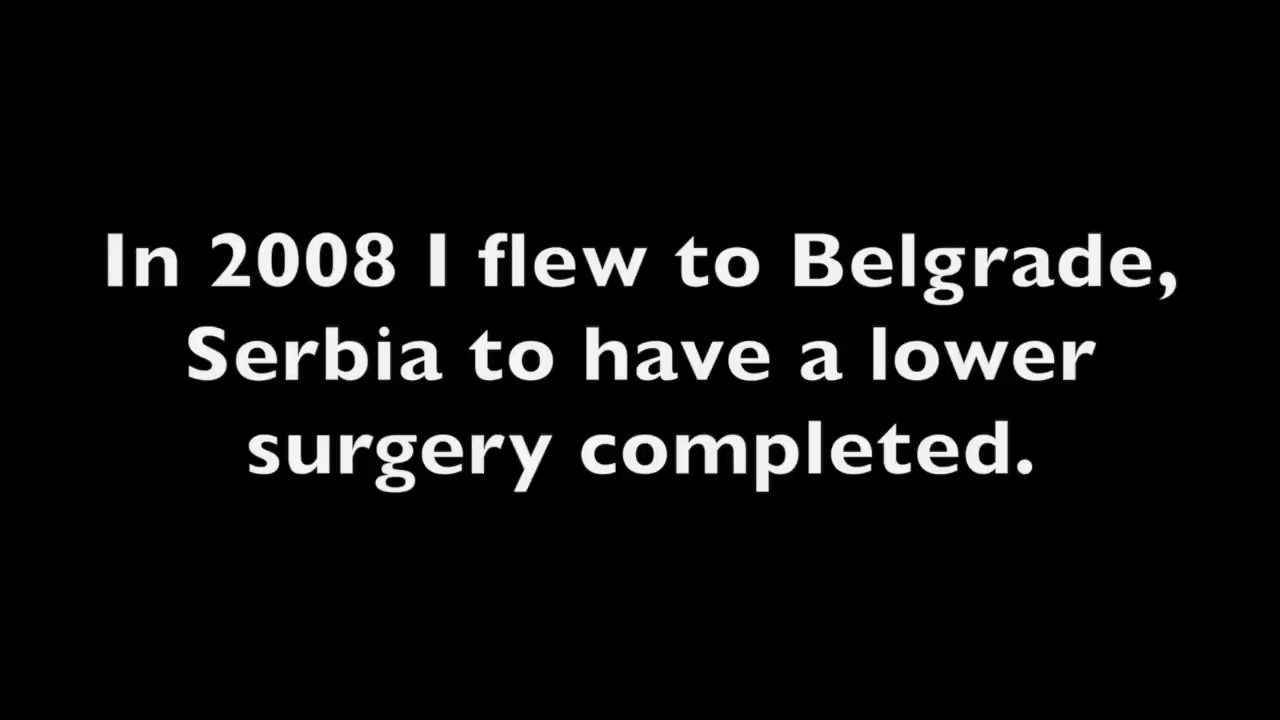 In 2008 I flew to Belgrade,
Serbia to have a lower
surgery completed.